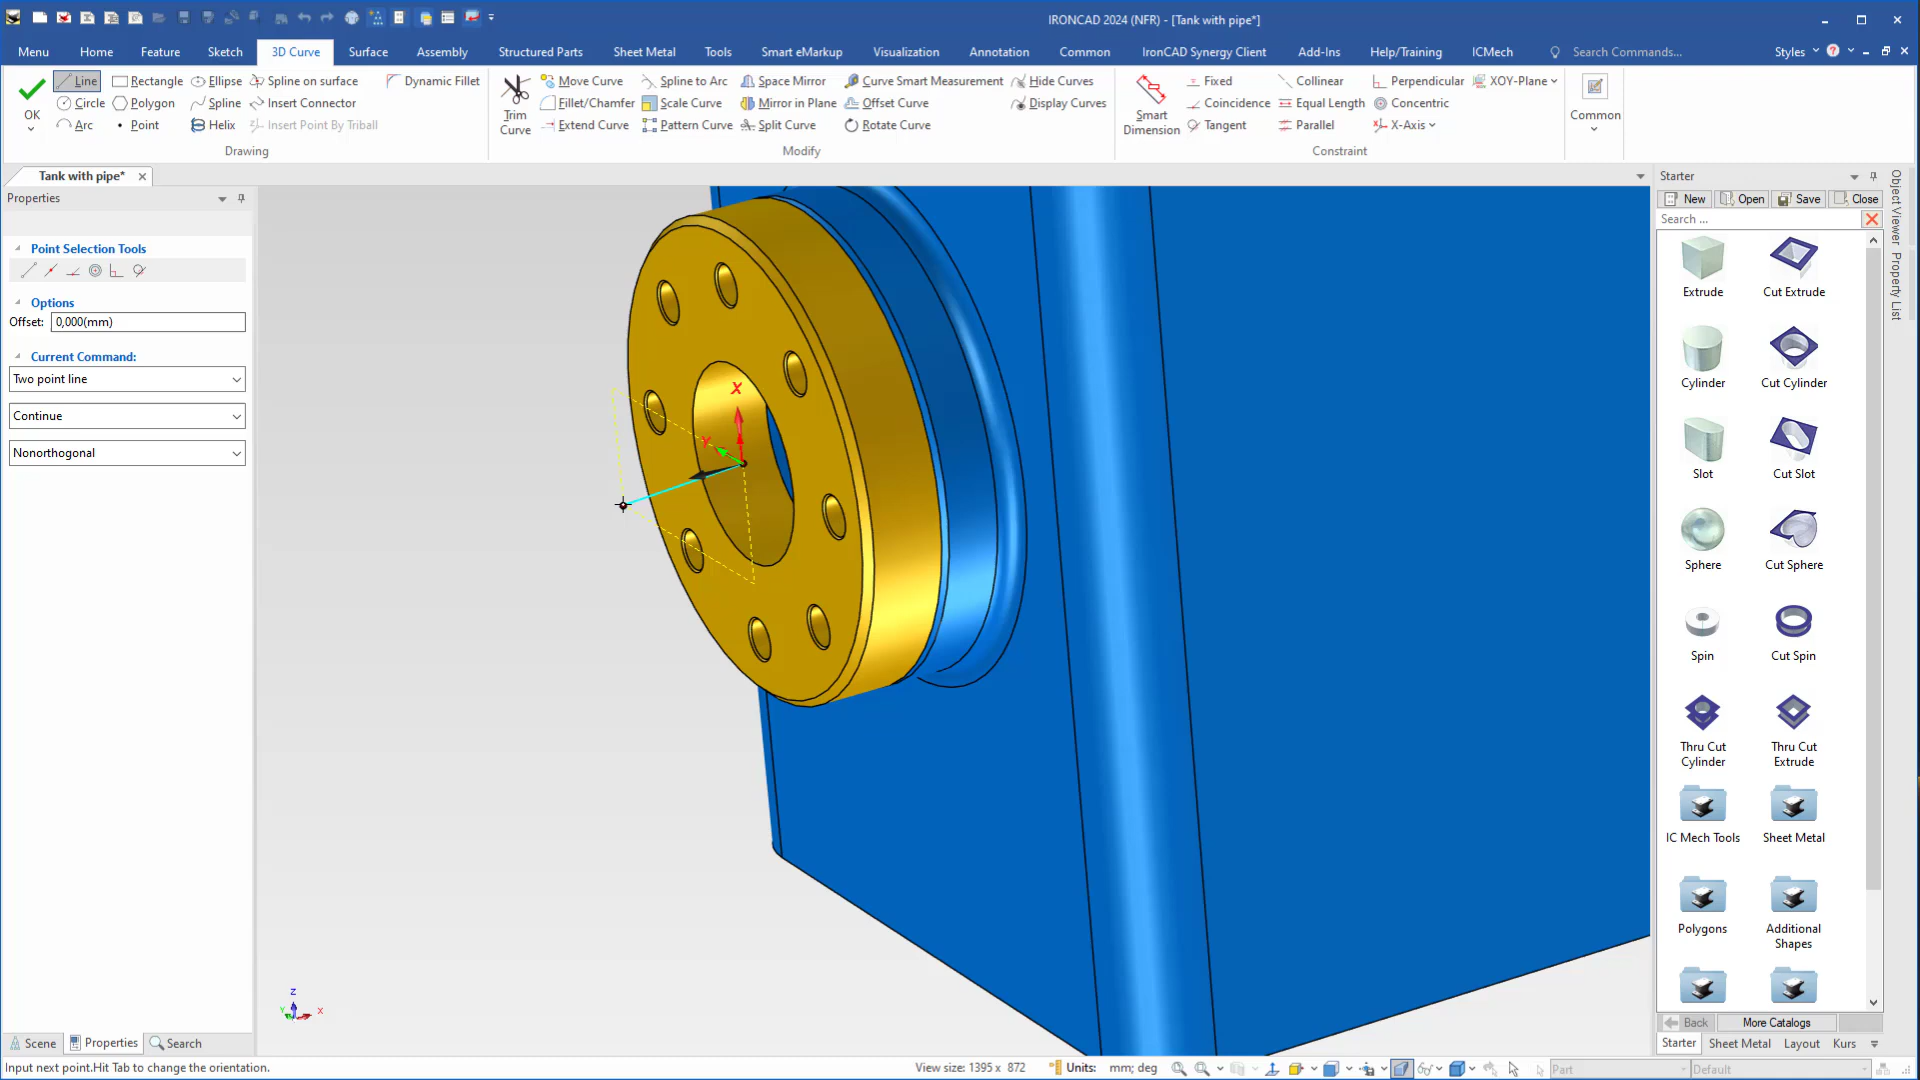 IRONCAD 2024 (NFR) - [Tank with pipe*]
Menu Home Feature Sketch 3D Curve Surface Assembly Structured Parts Sheet Metal Tools Smart eMarkup Visualization Annotation Common IronCAD Synergy Client Add-Ins Help/Training ICMech Search Commands... Styles
OK
Line Rectangle Ellipse Spline on surface Dynamic Fillet
Circle Polygon Spline Insert Connector
Arc Point Helix Insert Point By Triball
Drawing
Trim Curve
Move Curve Spline to Arc Space Mirror Curve Smart Measurement Hide Curves
Fillet/Chamfer Scale Curve Mirror in Plane Offset Curve Display Curves
Extend Curve Pattern Curve Split Curve Rotate Curve
Modify
Smart Dimension
Fixed Collinear Perpendicular XOY-Plane
Coincidence Equal Length Concentric
Tangent Parallel X-Axis
Constraint
Common
Tank with pipe*
Properties
Point Selection Tools
Options
Offset: 0,000(mm)
Current Command:
Two point line
Continue
Nonorthogonal
X
Y
Z
Y
X
Starter
New Open Save Close
Search ...
Extrude Cut Extrude
Cylinder Cut Cylinder
Slot Cut Slot
Sphere Cut Sphere
Spin Cut Spin
Thru Cut Cylinder
Thru Cut Extrude
IC Mech Tools Sheet Metal
Polygons
Additional Shapes
Back More Catalogs
Starter Sheet Metal Layout Kurs
Object Viewer
Property List
Scene Properties Search
Input next point.Hit Tab to change the orientation.
View size: 1395 x 872 Units: mm; deg Part Default